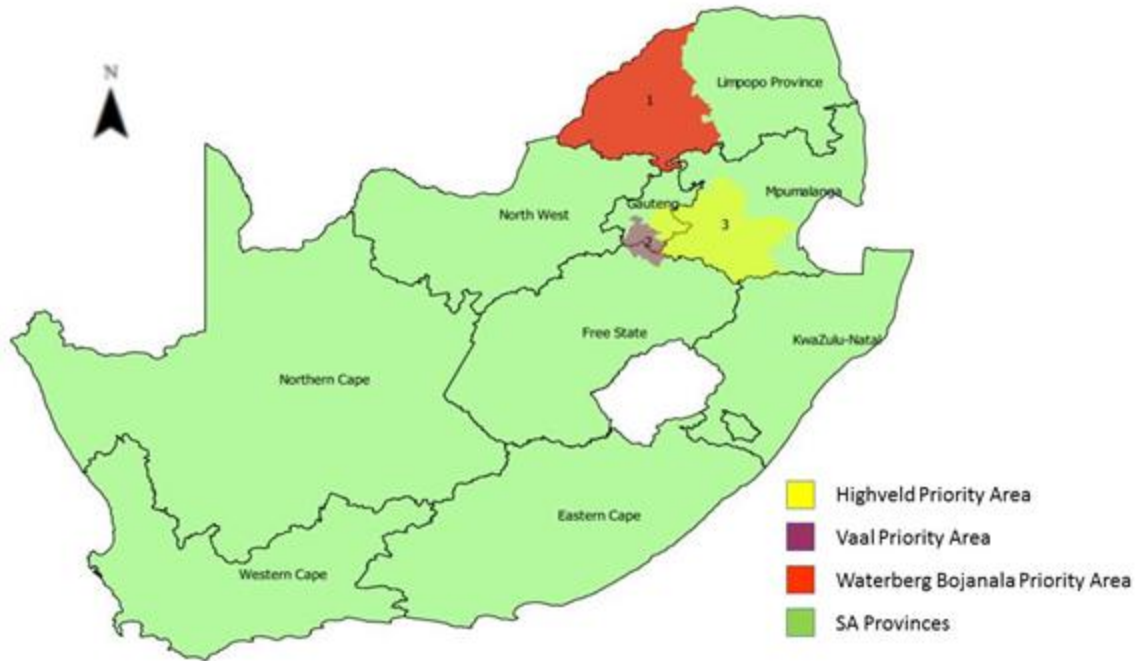 N
1
Limpopo Province
Mpumalanga
Gauteng
North West
3
2
Free State
KwaZulu-Natal
Northern Cape
Eastern Cape
Western Cape
Highveld Priority Area
Vaal Priority Area
Waterberg Bojanala Priority Area
SA Provinces